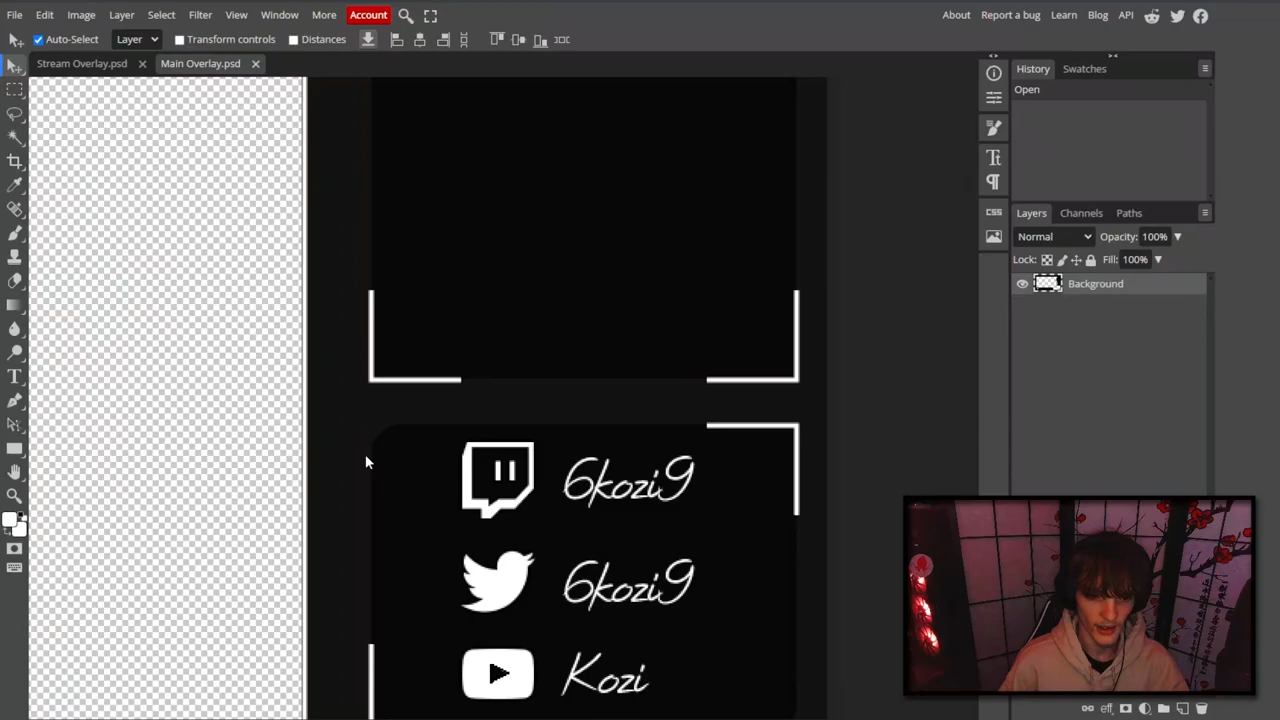 File Edit Image Layer Select Filter View Window More Account About Report a bug Learn Blog API
Auto-Select Layer Transform controls Distances
Stream Overlay.psd Main Overlay.psd
History Swatches
Open
Layers Channels Paths
Normal Opacity: 100%
Lock: Fill: 100%
Background
CSS
eff
6kozi9
6kozi9
Kozi